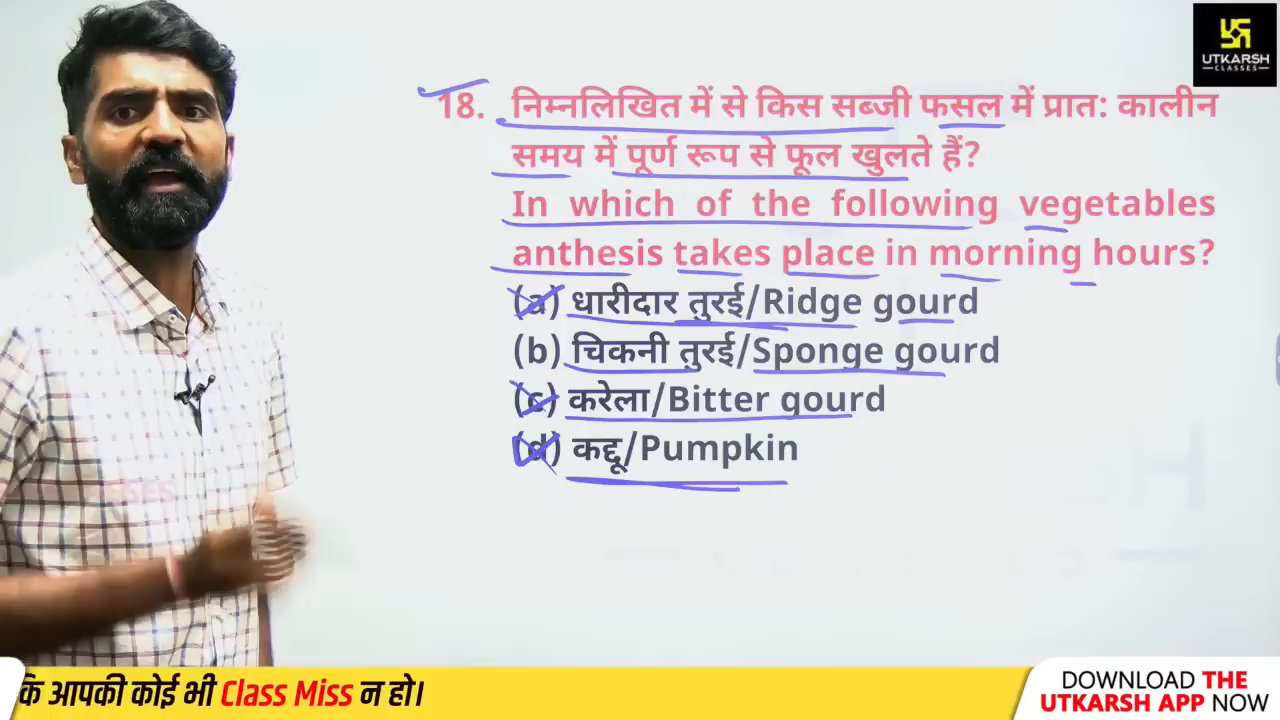 UTKARSH
CLASSES
18. निम्नलिखित में से किस सब्जी फसल में प्रात: कालीन
समय में पूर्ण रूप से फूल खुलते हैं?
In which of the following vegetables
anthesis takes place in morning hours?
(a) धारीदार तुरई/Ridge gourd
(b) चिकनी तुरई/Sponge gourd
(c) करेला/Bitter gourd
(d) कद्दू/Pumpkin
कि आपकी कोई भी Class Miss न हो।
DOWNLOAD THE
UTKARSH APP NOW